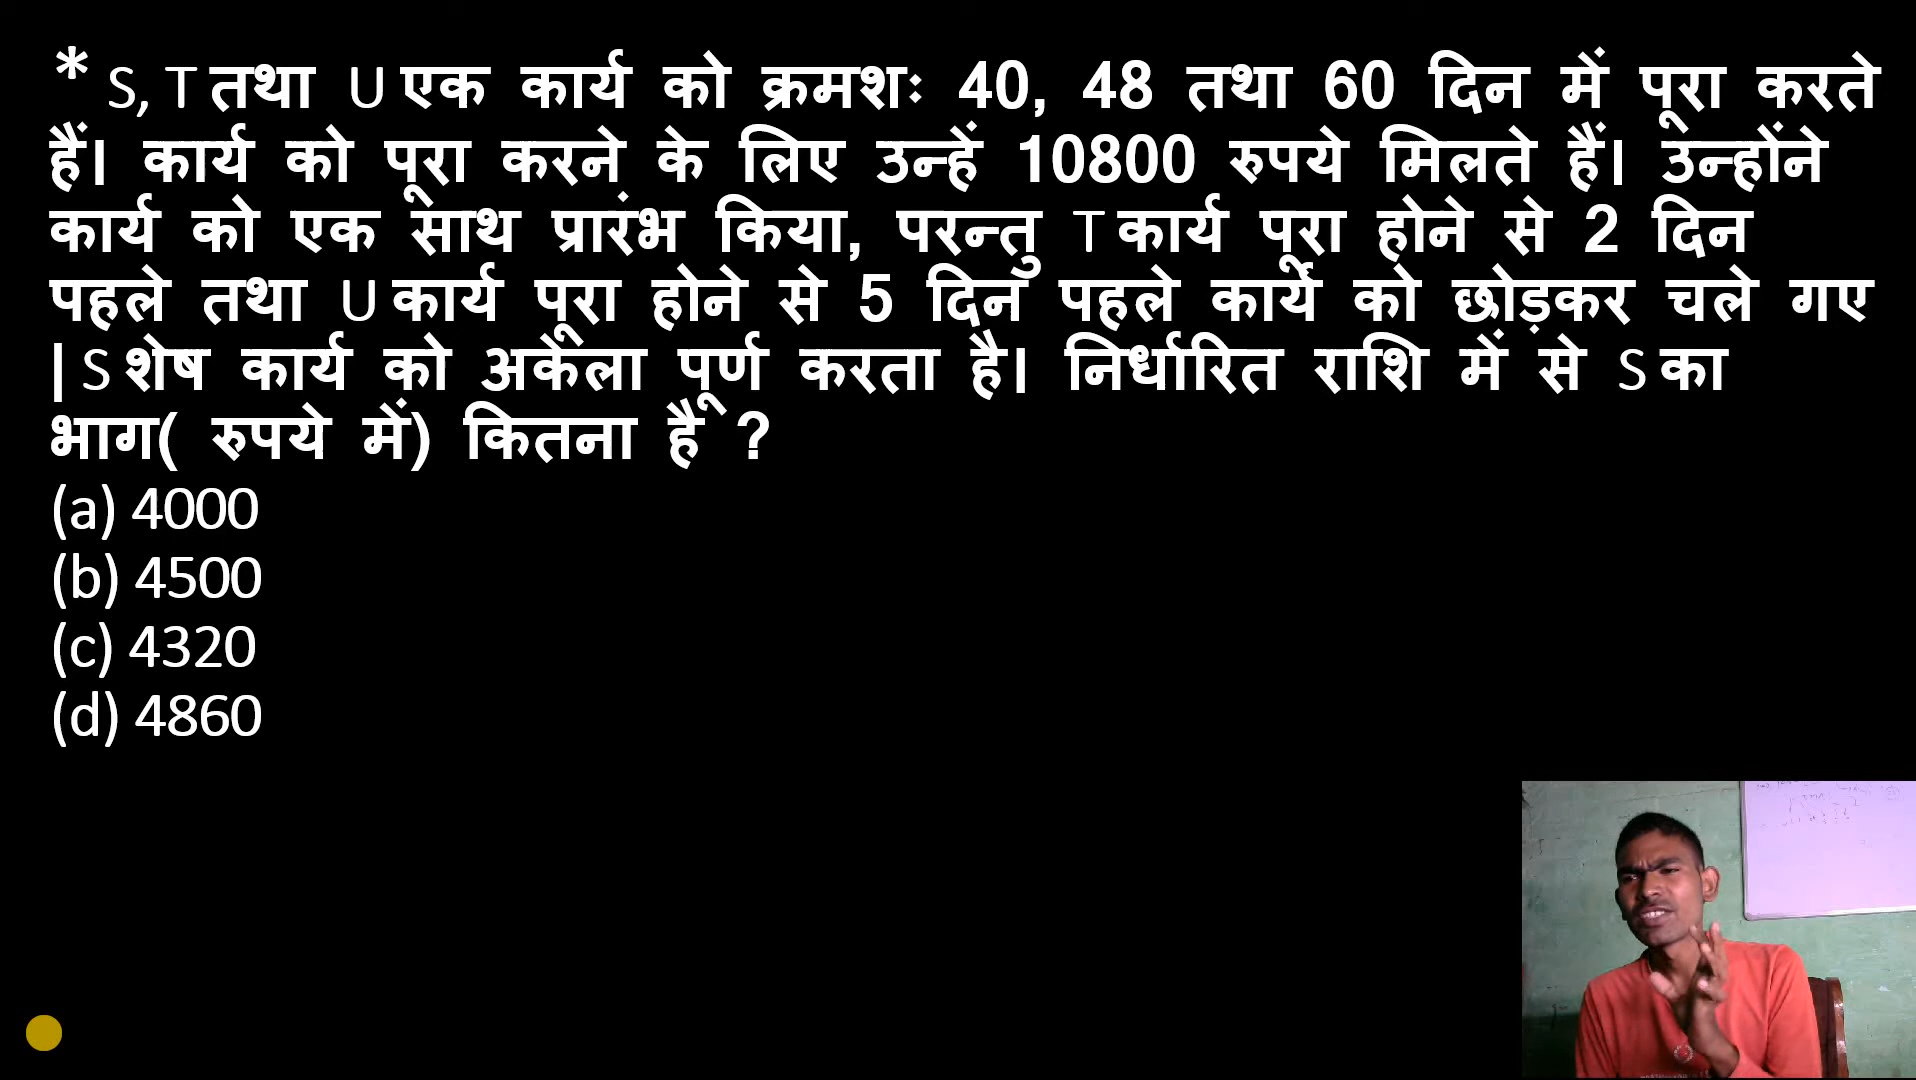 * S, T तथा U एक कार्य को क्रमशः 40, 48 तथा 60 दिन में पूरा करते
हैं। कार्य को पूरा करने के लिए उन्हें 10800 रुपये मिलते हैं। उन्होंने
कार्य को एक साथ प्रारंभ किया, परन्तु T कार्य पूरा होने से 2 दिन
पहले तथा U कार्य पूरा होने से 5 दिन पहले कार्य को छोड़कर चले गए
| S शेष कार्य को अकेला पूर्ण करता है। निर्धारित राशि में से S का
भाग( रुपये में) कितना है ?
(a) 4000
(b) 4500
(c) 4320
(d) 4860